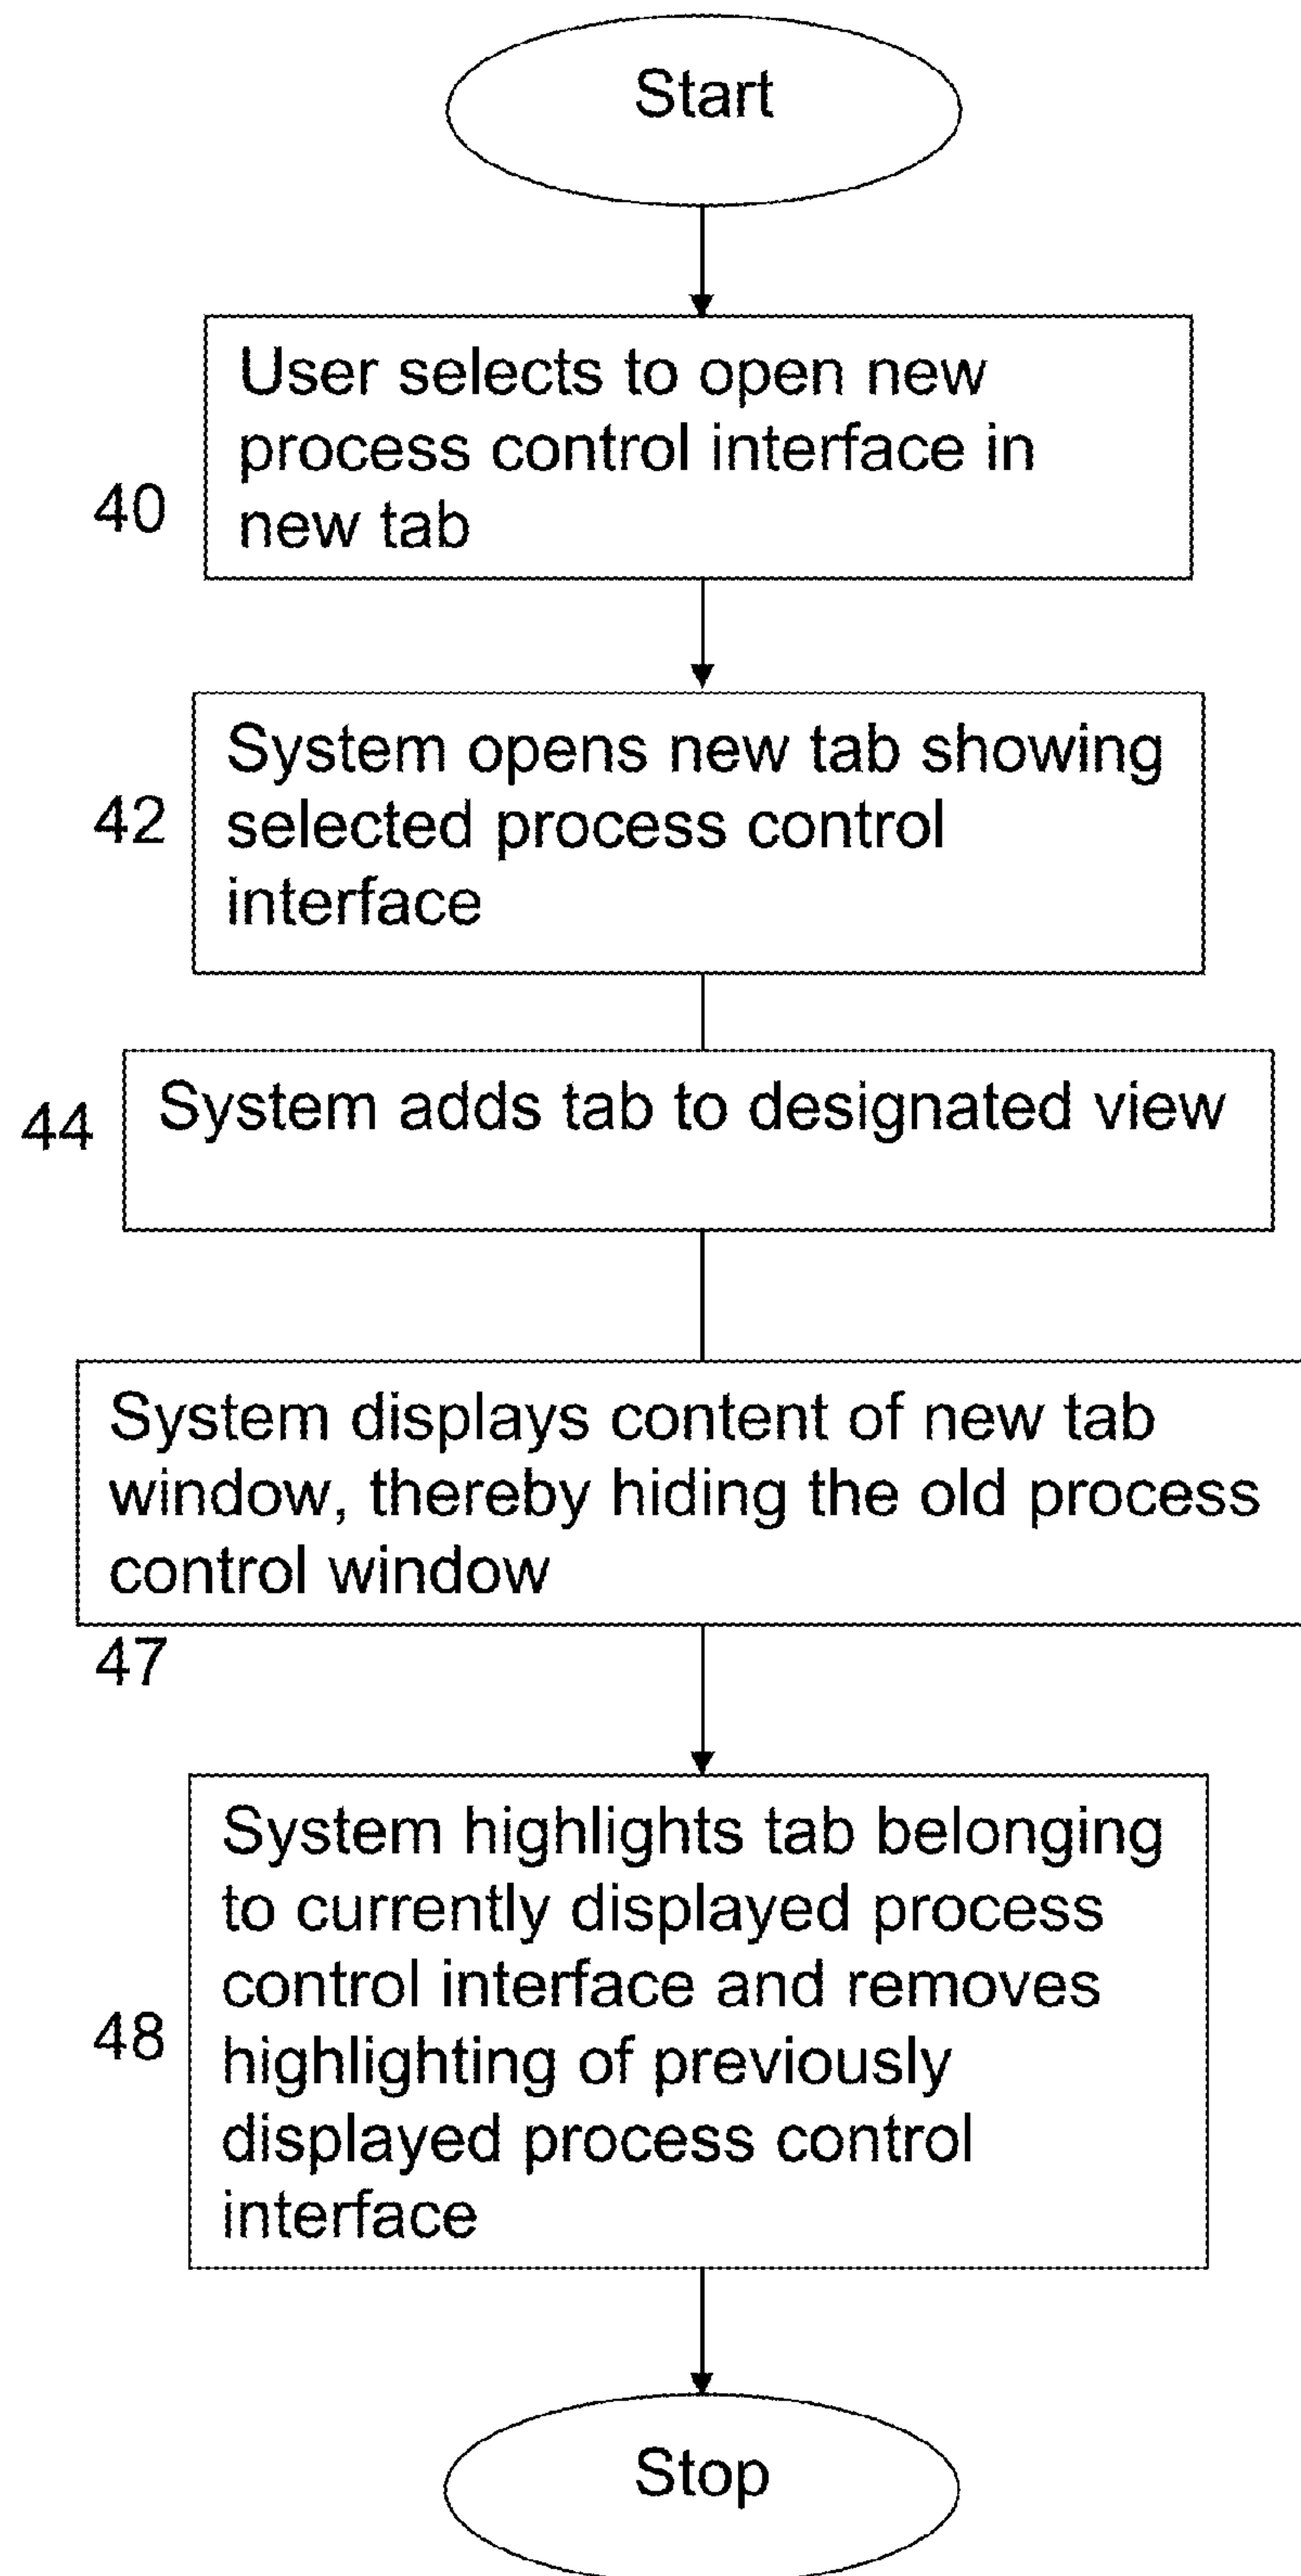 Start
User selects to open new
process control interface in
40
new tab
System opens new tab showing
42
selected process control
interface
System adds tab to designated view
44
System displays content of new tab
window, thereby hiding the old process
control window
47
System highlights tab belonging
to currently displayed process
control interface and removes
48
highlighting of previously
displayed process control
interface
Stop